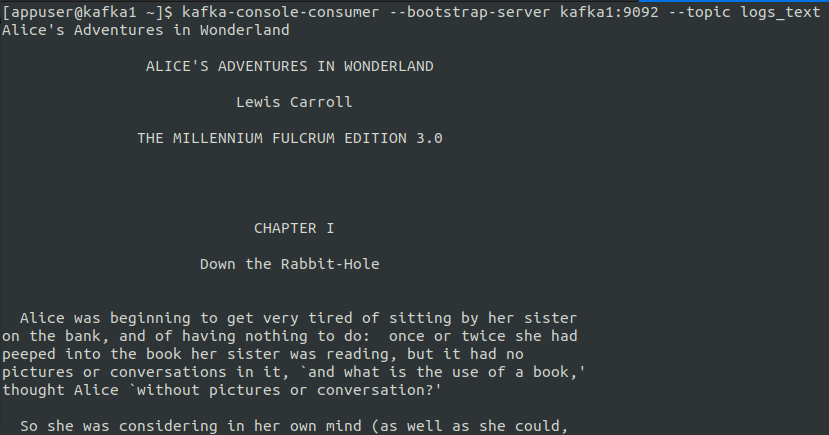 [appuser@kafka1 ~]$ kafka-console-consumer --bootstrap-server kafka1:9092 --topic logs_text
Alice's Adventures in Wonderland
ALICE'S ADVENTURES IN WONDERLAND
Lewis Carroll
THE MILLENNIUM FULCRUM EDITION 3.0
CHAPTER I
Down the Rabbit-Hole
Alice was beginning to get very tired of sitting by her sister
on the bank, and of having nothing to do:  once or twice she had
peeped into the book her sister was reading, but it had no
pictures or conversations in it, `and what is the use of a book,'
thought Alice `without pictures or conversation?'
So she was considering in her own mind (as well as she could,